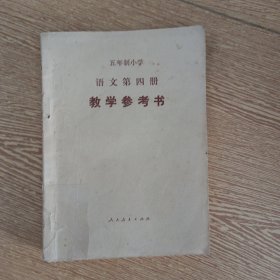 五年制小学
语文第四册
教学参考书
人民教育出版社